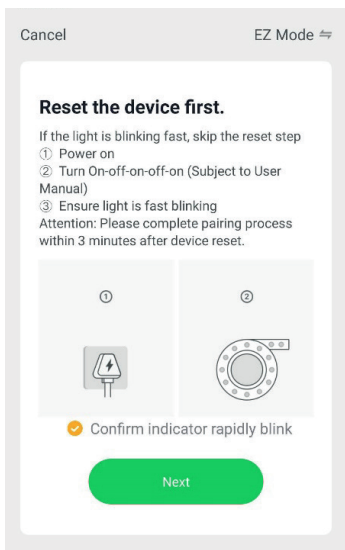 Cancel
EZ Mode ⇋
Reset the device first.
If the light is blinking fast, skip the reset step
① Power on
② Turn On-off-on-off-on (Subject to User
Manual)
③ Ensure light is fast blinking
Attention: Please complete pairing process
within 3 minutes after device reset.
①
②
Confirm indicator rapidly blink
Next